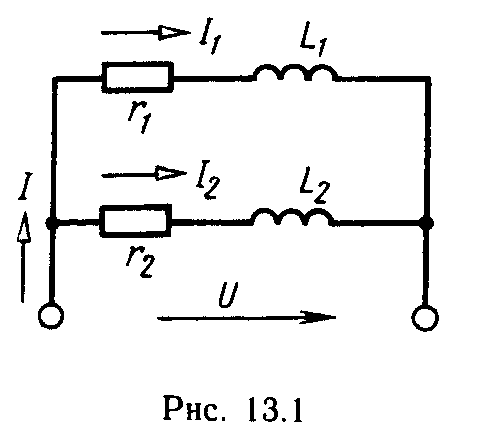 I₁ L₁
r₁
I I₂ L₂
r₂
U
Рис. 13.1